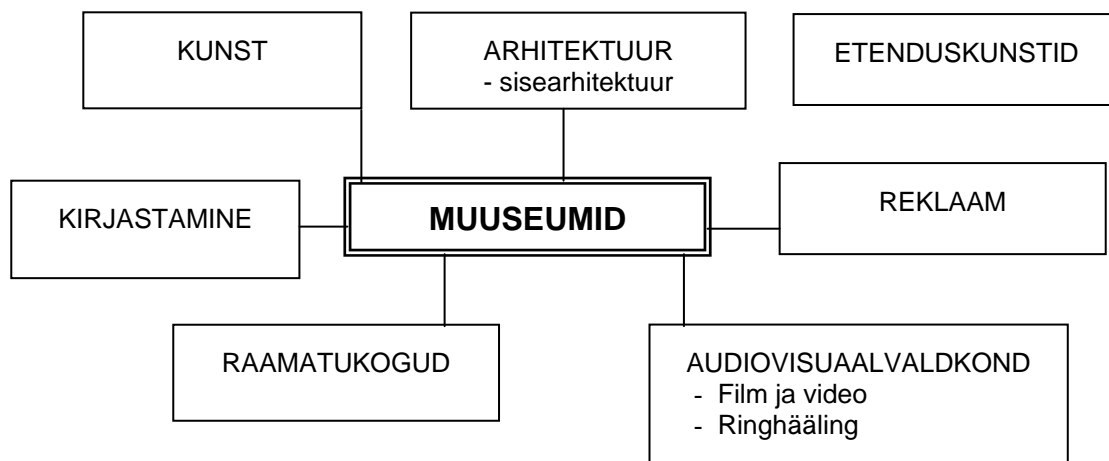 KUNST
ARHITEKTUUR
- sisearhitektuur
ETENDUSKUNSTID
KIRJASTAMINE
MUUSEUMID
REKLAAM
RAAMATUKOGUD
AUDIOVISUAALVALDKOND
- Film ja video
- Ringhääling